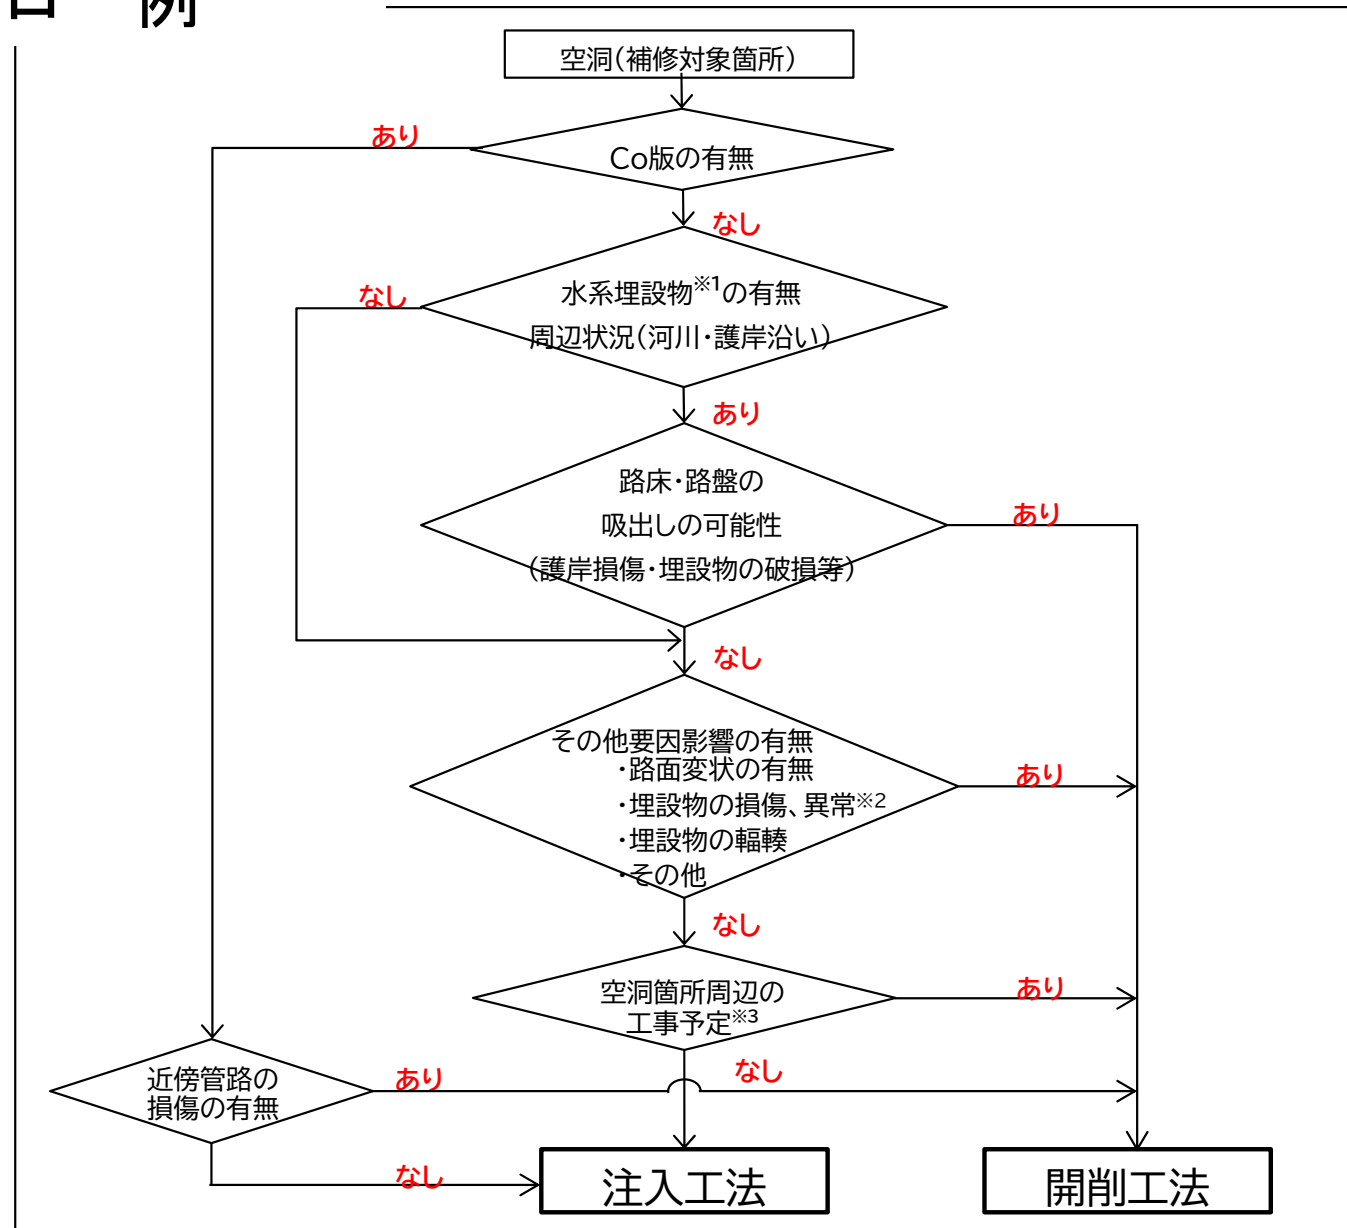 例
空洞(補修対象箇所)
あり
Co版の有無
なし
なし
水系埋設物※1の有無
周辺状況(河川・護岸沿い)
あり
路床・路盤の
吸出しの可能性
(護岸損傷・埋設物の破損等)
あり
なし
その他要因影響の有無
・路面変状の有無
・埋設物の損傷、異常※2
・埋設物の輻輳
・その他
あり
なし
空洞箇所周辺の
工事予定※3
あり
近傍管路の
損傷の有無
あり
なし
なし
注入工法
開削工法